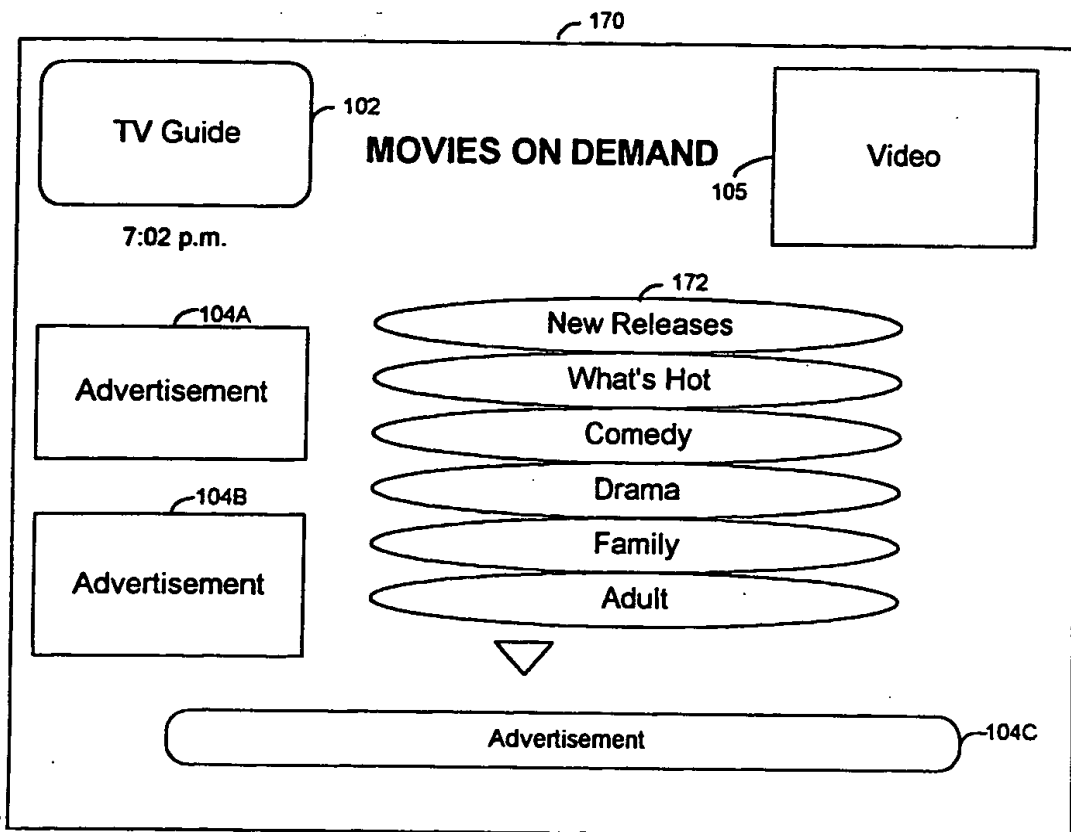 170
TV Guide
102
MOVIES ON DEMAND
105
Video
7:02 p.m.
172
New Releases
What's Hot
Comedy
Drama
Family
Adult
104A
Advertisement
104B
Advertisement
Advertisement
104C